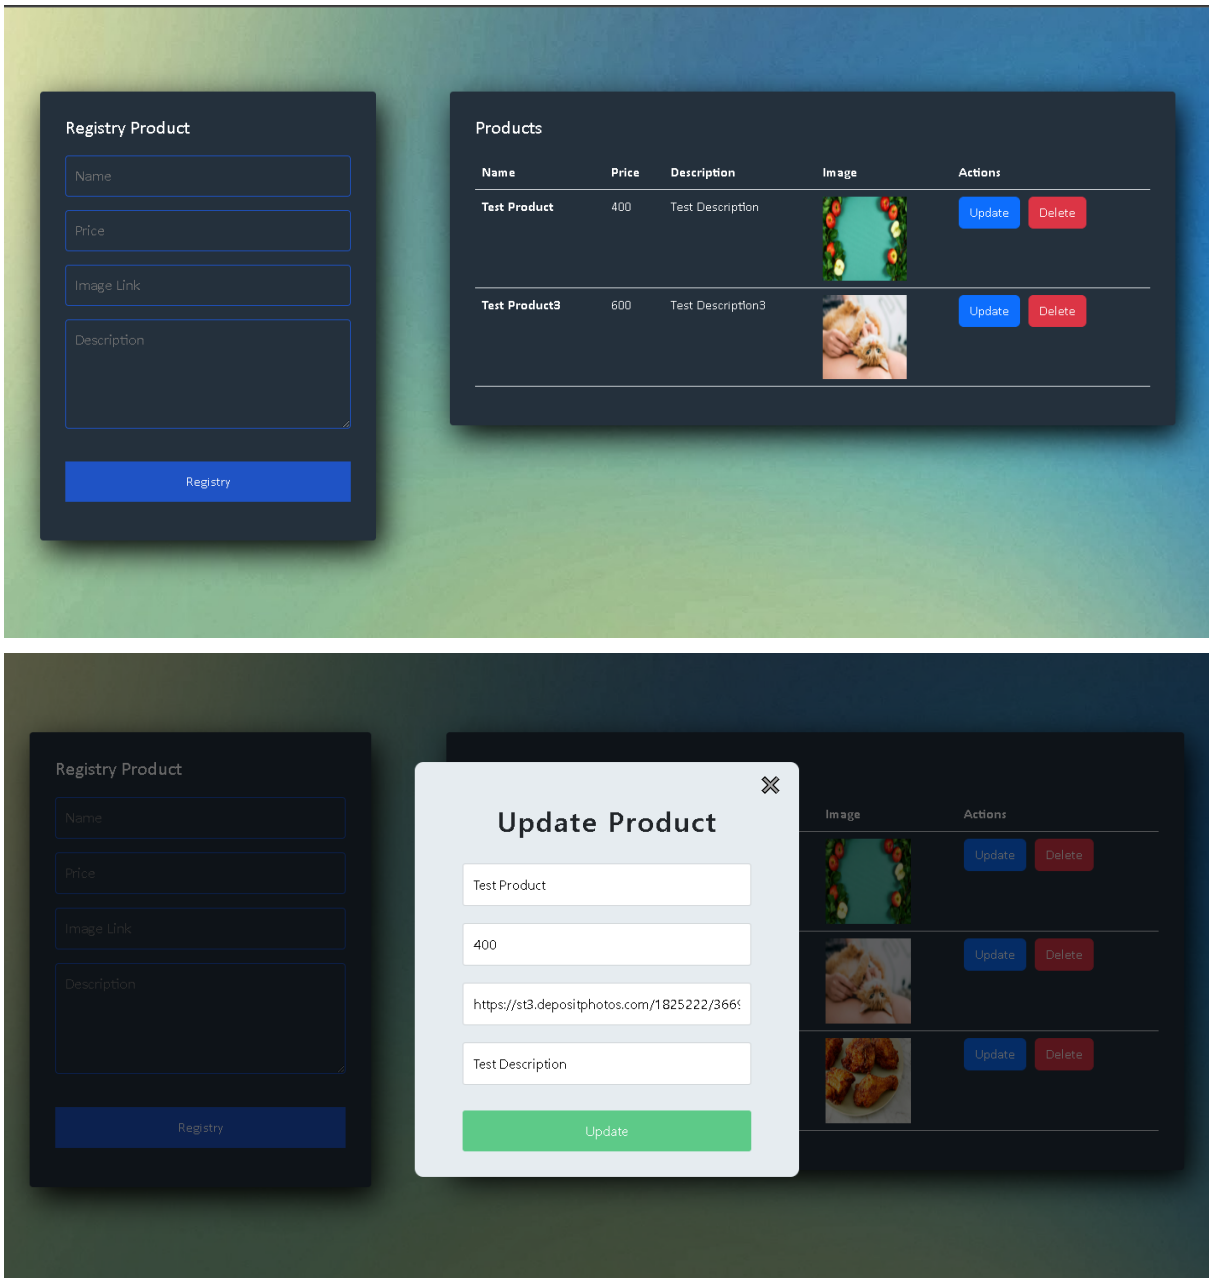 Registry Product
Name
Price
Image Link
Description
Registry
Products
Name Price Description Image Actions
Test Product 400 Test Description Update Delete
Test Product3 600 Test Description3 Update Delete
Registry Product
Name
Price
Image Link
Description
Registry
Update Product
Test Product
400
https://st3.depositphotos.com/1825222/366
Test Description
Update
Image Actions
Update Delete
Update Delete
Update Delete